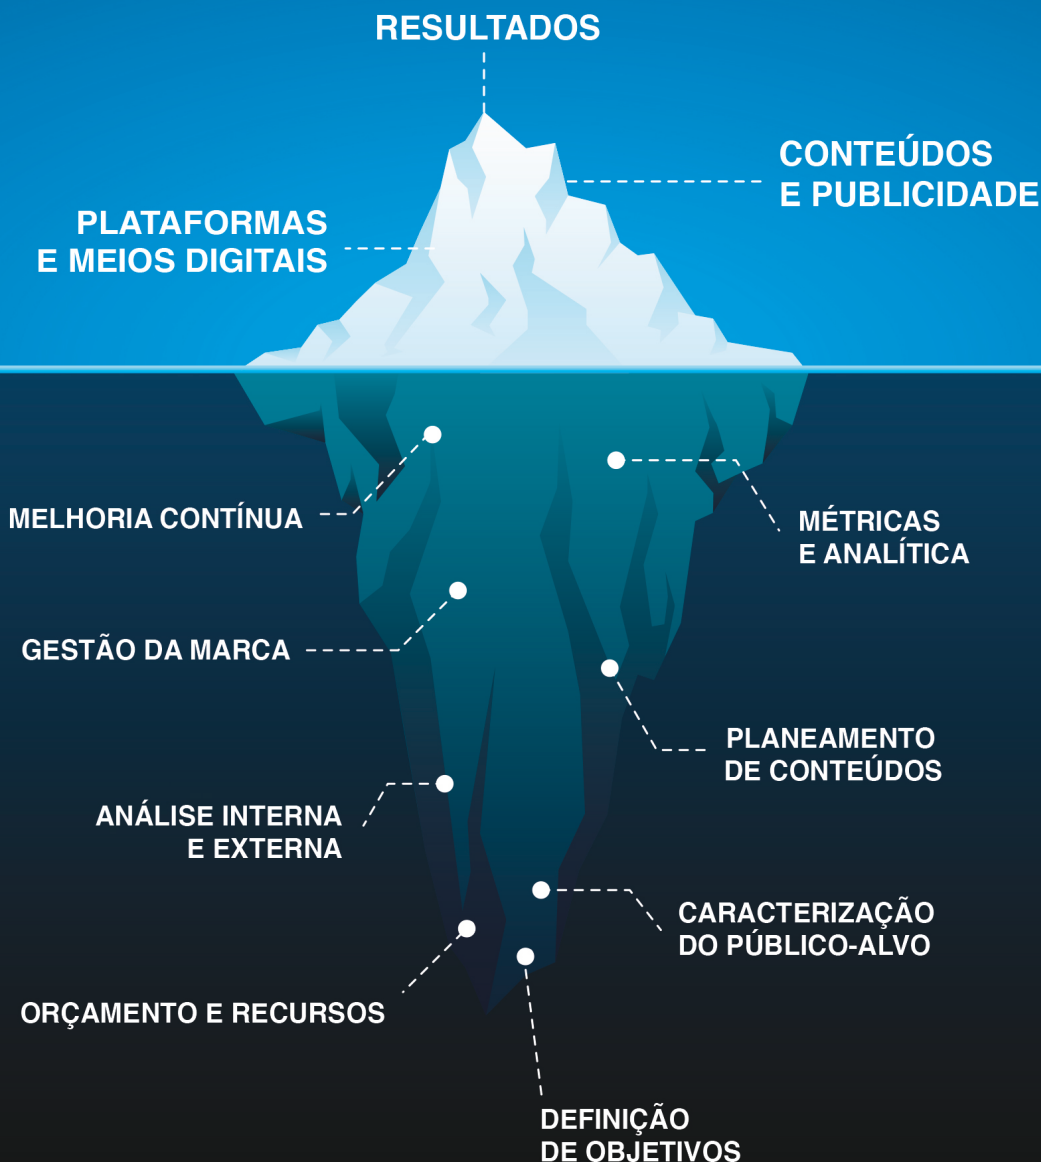 RESULTADOS
CONTEÚDOS
E PUBLICIDADE
PLATAFORMAS
E MEIOS DIGITAIS
MELHORIA CONTÍNUA
MÉTRICAS
E ANALÍTICA
GESTÃO DA MARCA
PLANEAMENTO
DE CONTEÚDOS
ANÁLISE INTERNA
E EXTERNA
CARACTERIZAÇÃO
DO PÚBLICO-ALVO
ORÇAMENTO E RECURSOS
DEFINIÇÃO
DE OBJETIVOS